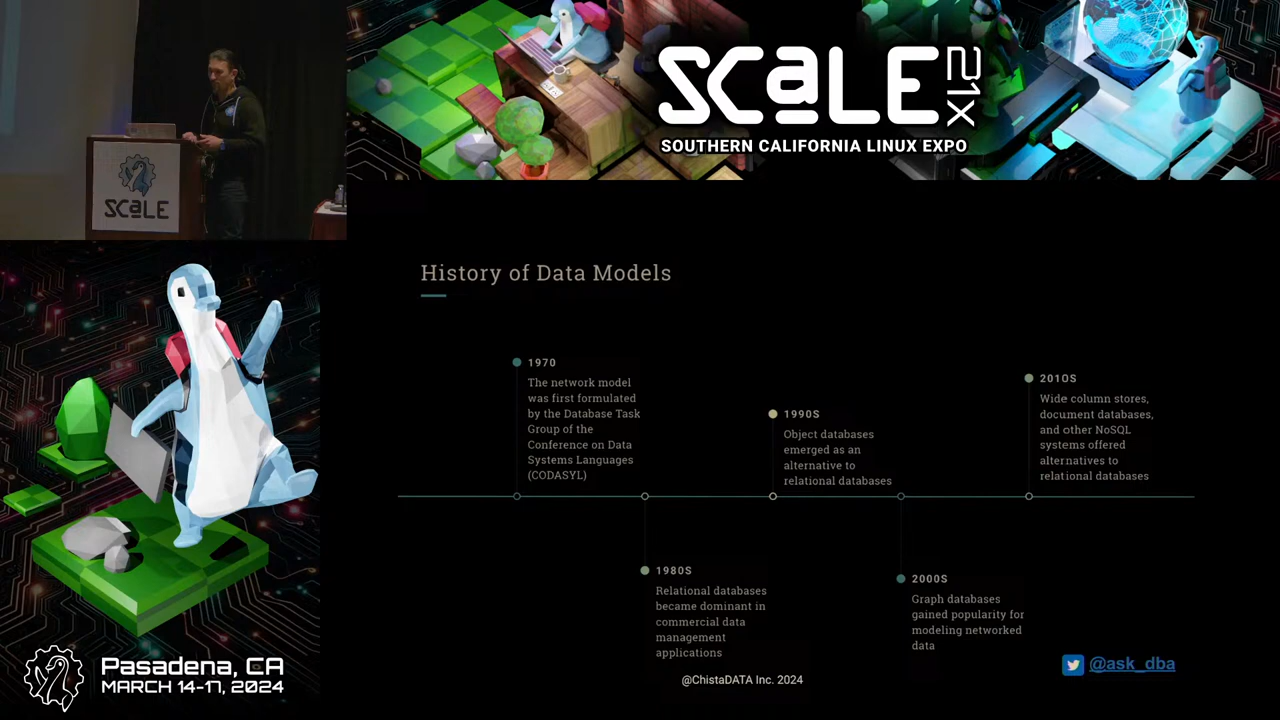 SCaLE 21X
SOUTHERN CALIFORNIA LINUX EXPO
SCaLE
History of Data Models
1970
The network model
was first formulated
by the Database Task
Group of the
Conference on Data
Systems Languages
(CODASYL)
1980S
Relational databases
became dominant in
commercial data
management
applications
1990S
Object databases
emerged as an
alternative to
relational databases
2000S
Graph databases
gained popularity for
modeling networked
data
2010S
Wide column stores,
document databases,
and other NoSQL
systems offered
alternatives to
relational databases
@ask_dba
@ChistaDATA Inc. 2024
Pasadena, CA
MARCH 14-17, 2024